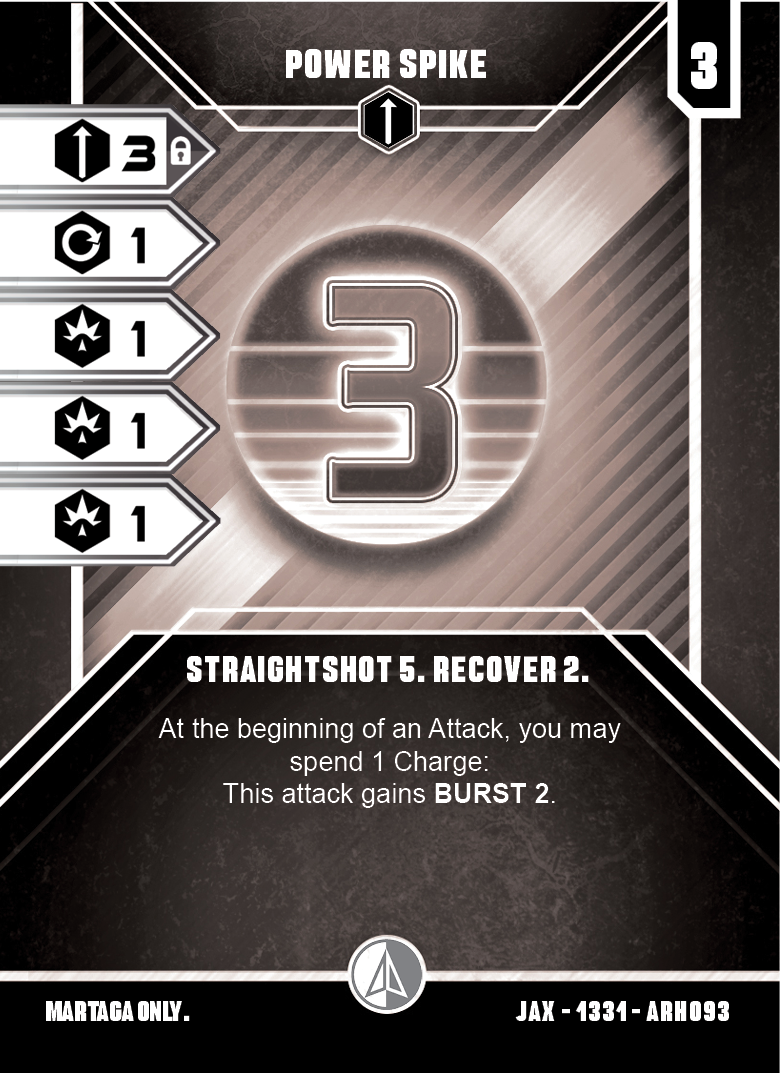 POWER SPIKE
3
3
1
1
1
1
3
STRAIGHTSHOT 5. RECOVER 2.
At the beginning of an Attack, you may
spend 1 Charge:
This attack gains BURST 2.
MARTAGA ONLY.
JAX - 1331 - ARH093